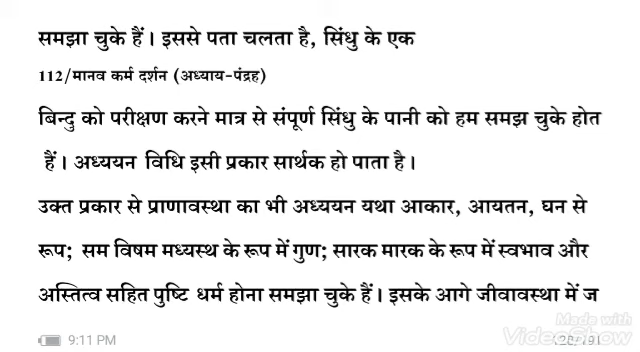 समझा चुके हैं। इससे पता चलता है, सिंधु के एक
112/मानव कर्म दर्शन (अध्याय-पंद्रह)
बिन्दु को परीक्षण करने मात्र से संपूर्ण सिंधु के पानी को हम समझ चुके होत
हैं। अध्ययन विधि इसी प्रकार सार्थक हो पाता है।
उक्त प्रकार से प्राणावस्था का भी अध्ययन यथा आकार, आयतन, घन से
रूप; सम विषम मध्यस्थ के रूप में गुण; सारक मारक के रूप में स्वभाव और
अस्तित्व सहित पुष्टि धर्म होना समझा चुके हैं। इसके आगे जीवावस्था में ज
9:11 PM
Made with
VideoShow